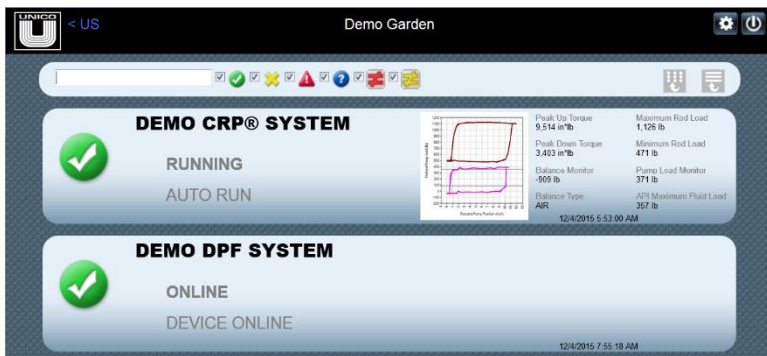 UNICO
< US
Demo Garden
DEMO CRP® SYSTEM
RUNNING
AUTO RUN
Peak Up Torque
9,514 in*lb
Maximum Rod Load
1,126 lb
Peak Down Torque
3,403 in*lb
Minimum Rod Load
471 lb
Balance Monitor
-909 lb
Pump Load Monitor
371 lb
Balance Type
AIR
API Maximum Fluid Load
357 lb
12/4/2015 5:53:00 AM
DEMO DPF SYSTEM
ONLINE
DEVICE ONLINE
12/4/2015 7:55:18 AM